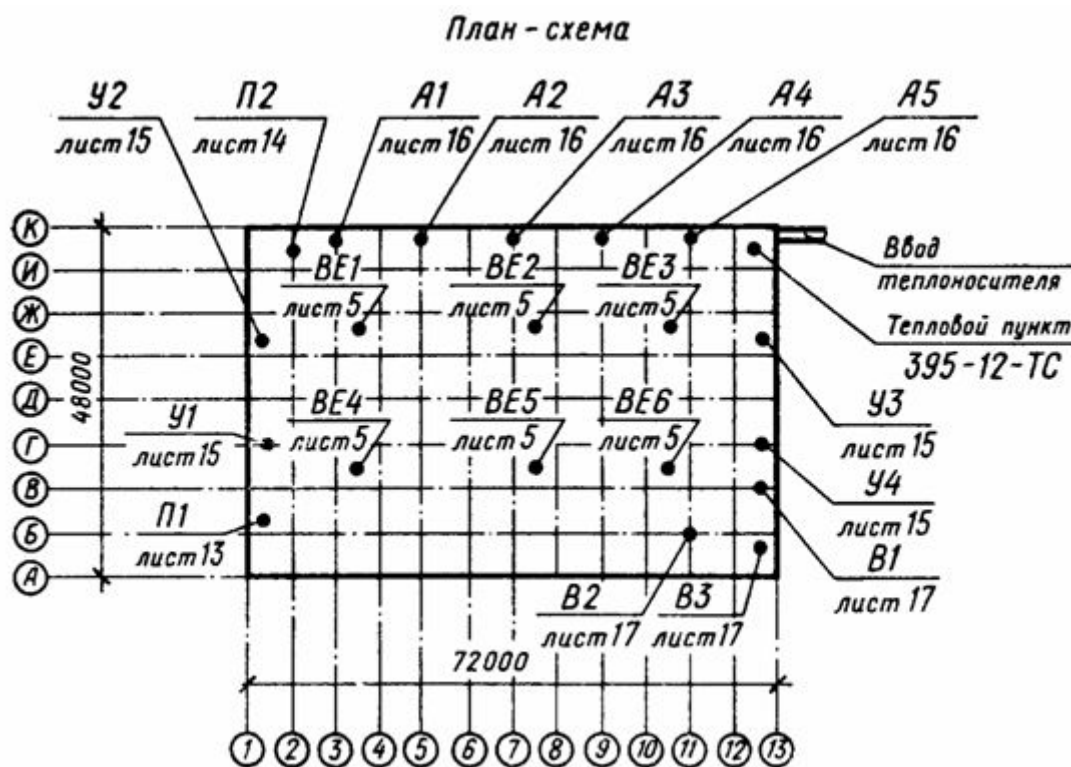 План - схема
У2 П2 А1 А2 А3 А4 А5
лист 15 лист 14 лист 16 лист 16 лист 16 лист 16 лист 16
К
И
Ж
Е
Д
Г
В
Б
А
48000
ВЕ1 ВЕ2 ВЕ3
лист 5 лист 5 лист 5
Ввод
теплоносителя
Тепловой пункт
395-12-ТС
ВЕ4 ВЕ5 ВЕ6
лист 5 лист 5 лист 5
У1
лист 15
У3
лист 15
П1
лист 13
У4
лист 15
В1
лист 17
В2 В3
лист 17 лист 17
72000
1 2 3 4 5 6 7 8 9 10 11 12 13